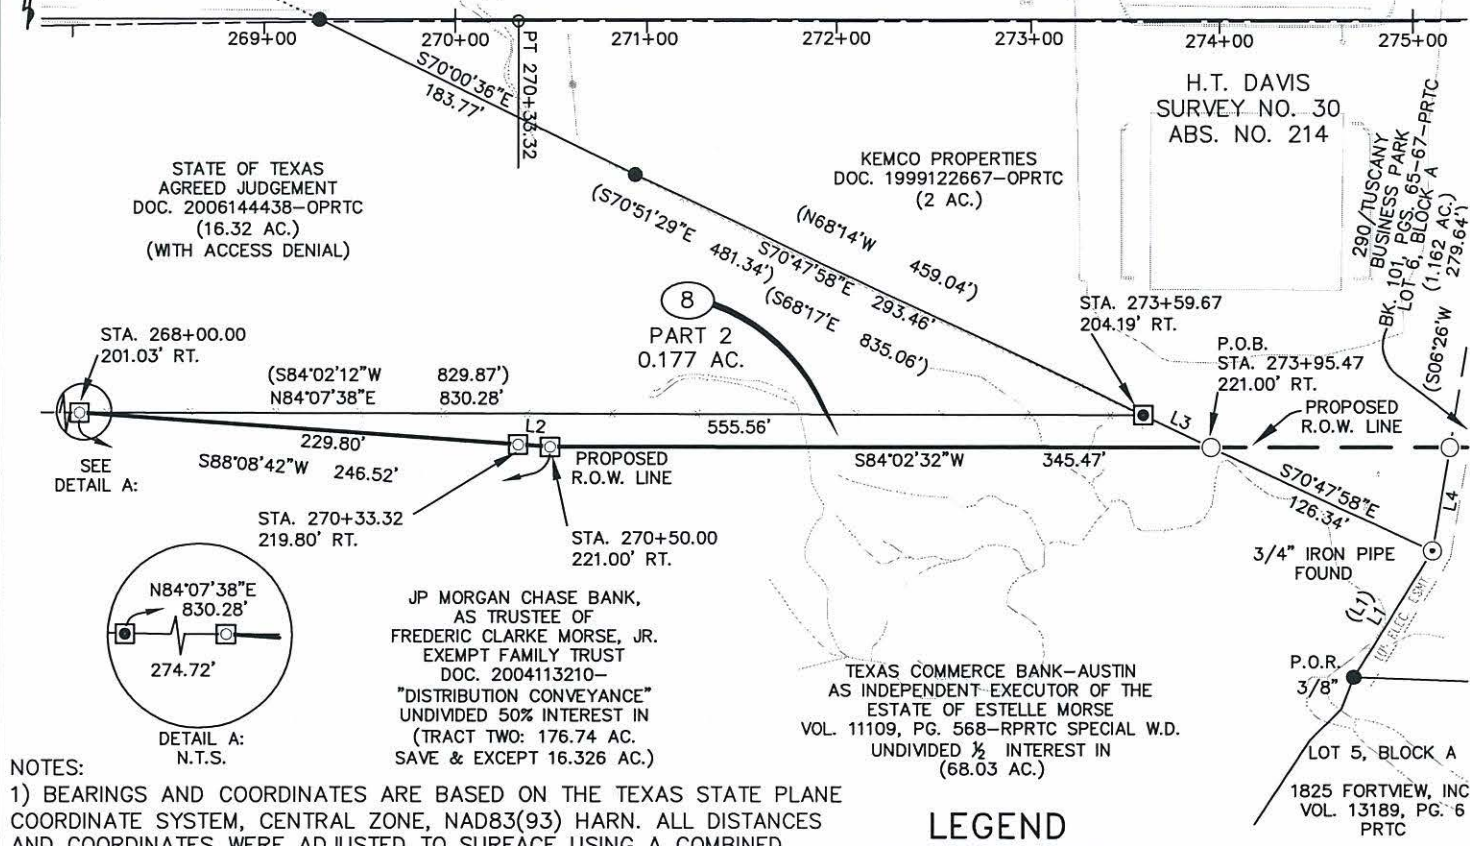 269+00
270+00
271+00
272+00
273+00
274+00
275+00
S70°00'36"E
183.77'
PT 270+33.32
H.T. DAVIS
SURVEY NO. 30
ABS. NO. 214
290/TUSCANY
BUSINESS PARK
BK. 101, PGS. 65-67-PRTC
LOT 6, BLOCK A
(1.162 AC.)
(S06°26'W 279.64')
STATE OF TEXAS
AGREED JUDGEMENT
DOC. 2006144438-OPRTC
(16.32 AC.)
(WITH ACCESS DENIAL)
KEMCO PROPERTIES
DOC. 1999122667-OPRTC
(2 AC.)
(S70°51'29"E 481.34')
(N68°14'W 459.04')
S70°47'58"E 293.46'
(S68°17'E 835.06')
8
PART 2
0.177 AC.
STA. 273+59.67
204.19' RT.
P.O.B.
STA. 273+95.47
221.00' RT.
STA. 268+00.00
201.03' RT.
(S84°02'12"W 829.87')
N84°07'38"E 830.28'
PROPOSED
R.O.W. LINE
L3
L2
555.56'
229.80'
S88°08'42"W 246.52'
SEE
DETAIL A:
PROPOSED
R.O.W. LINE
S84°02'32"W 345.47'
S70°47'58"E
126.34'
L4
STA. 270+33.32
219.80' RT.
STA. 270+50.00
221.00' RT.
3/4" IRON PIPE
FOUND
(L1)
L1
ELEC. ESMT
N84°07'38"E
830.28'
274.72'
DETAIL A:
N.T.S.
JP MORGAN CHASE BANK,
AS TRUSTEE OF
FREDERIC CLARKE MORSE, JR.
EXEMPT FAMILY TRUST
DOC. 2004113210-
"DISTRIBUTION CONVEYANCE"
UNDIVIDED 50% INTEREST IN
(TRACT TWO: 176.74 AC.
SAVE & EXCEPT 16.326 AC.)
TEXAS COMMERCE BANK-AUSTIN
AS INDEPENDENT EXECUTOR OF THE
ESTATE OF ESTELLE MORSE
VOL. 11109, PG. 568-RPRTC SPECIAL W.D.
UNDIVIDED ½ INTEREST IN
(68.03 AC.)
P.O.R.
3/8"
LOT 5, BLOCK A
1825 FORTVIEW, INC
VOL. 13189, PG. 6
PRTC
NOTES:
1) BEARINGS AND COORDINATES ARE BASED ON THE TEXAS STATE PLANE
COORDINATE SYSTEM, CENTRAL ZONE, NAD83(93) HARN. ALL DISTANCES
AND COORDINATES WERE ADJUSTED TO SURFACE USING A COMBINED
LEGEND